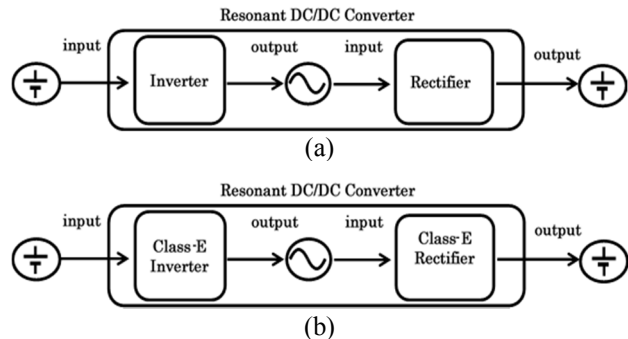 Resonant DC/DC Converter
input output input output
Inverter Rectifier
(a)
Resonant DC/DC Converter
input output input output
Class-E Class-E
Inverter Rectifier
(b)